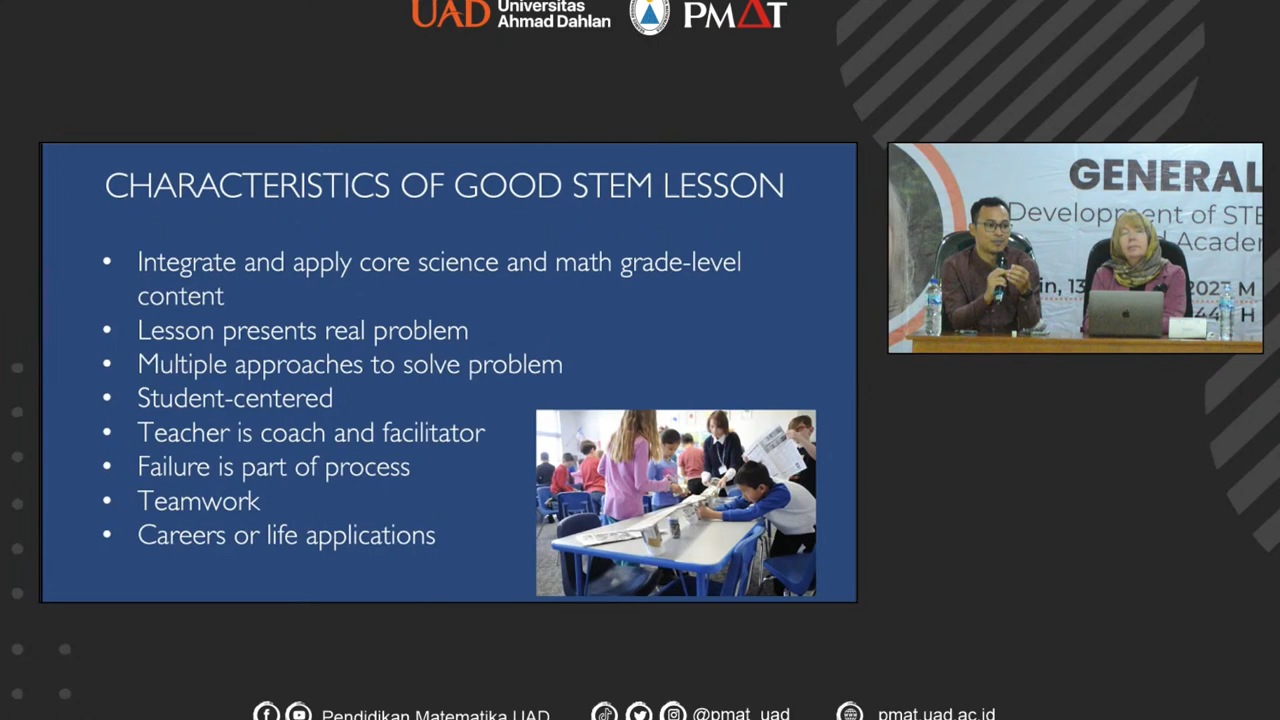 UAD Universitas Ahmad Dahlan
PMAT
CHARACTERISTICS OF GOOD STEM LESSON
• Integrate and apply core science and math grade-level
content
• Lesson presents real problem
• Multiple approaches to solve problem
• Student-centered
• Teacher is coach and facilitator
• Failure is part of process
• Teamwork
• Careers or life applications
GENERAL
Development of STE
Acade
in, 13
H
Pendidikan Matematika UAD
@pmat_uad
pmat.uad.ac.id